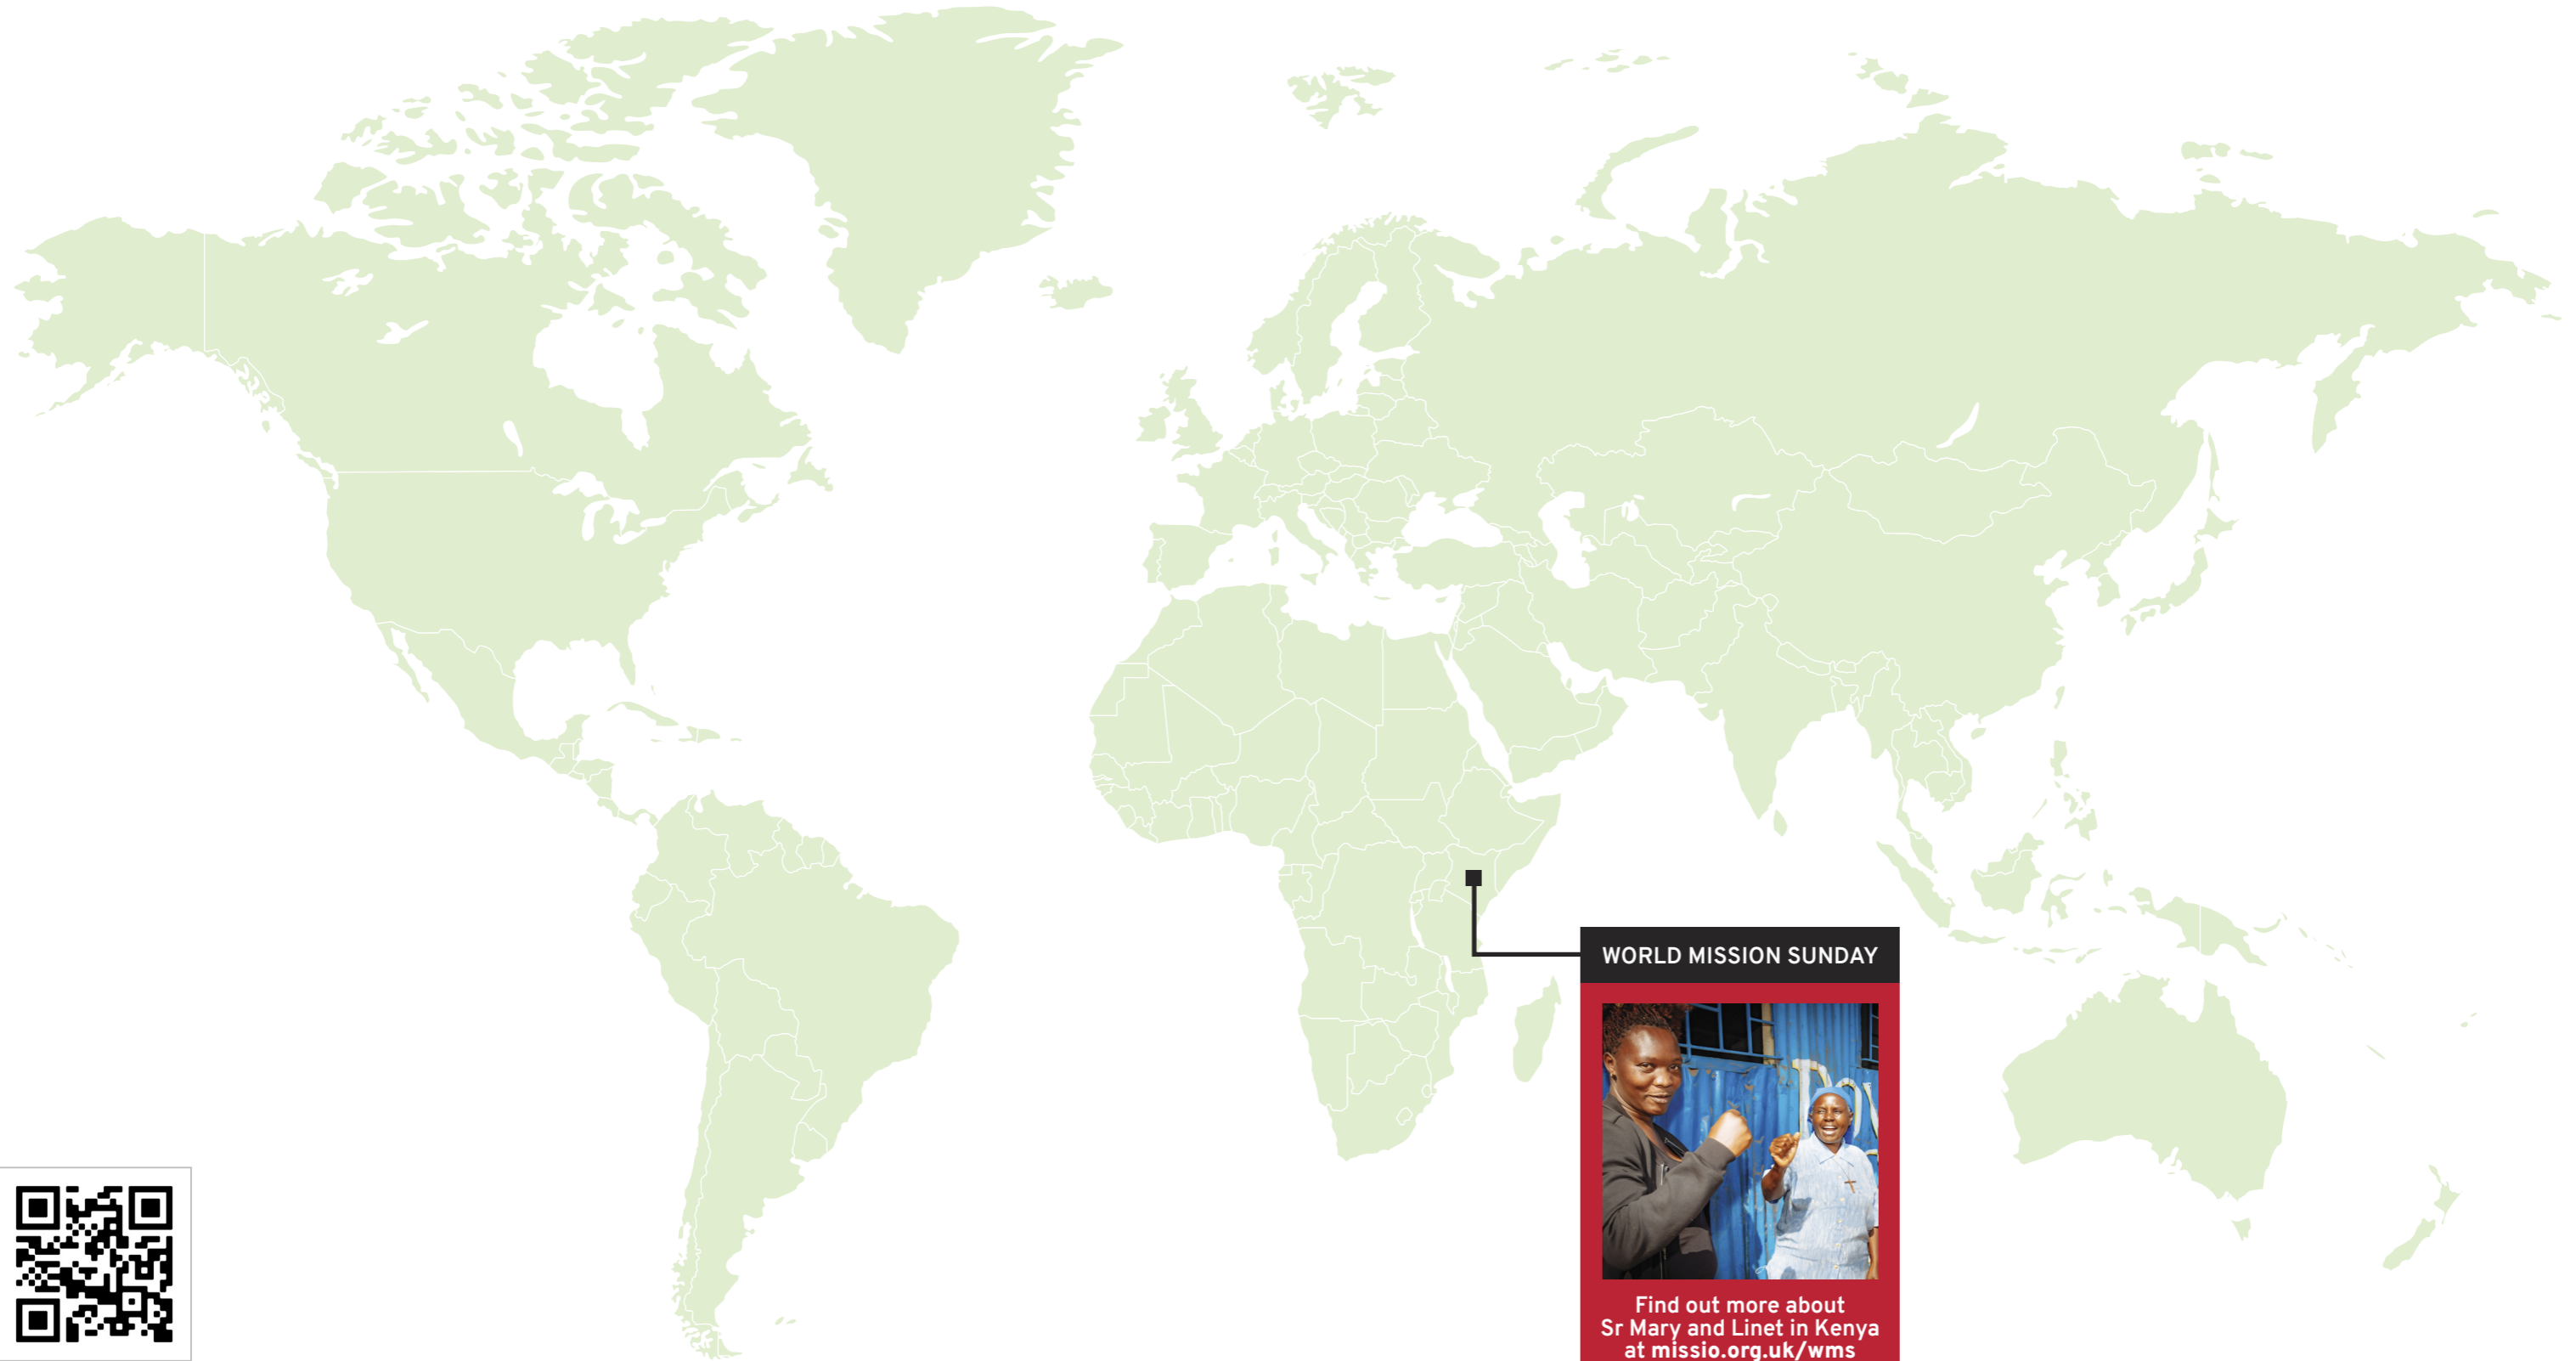 WORLD MISSION SUNDAY
Find out more about
Sr Mary and Linet in Kenya
at missio.org.uk/wms